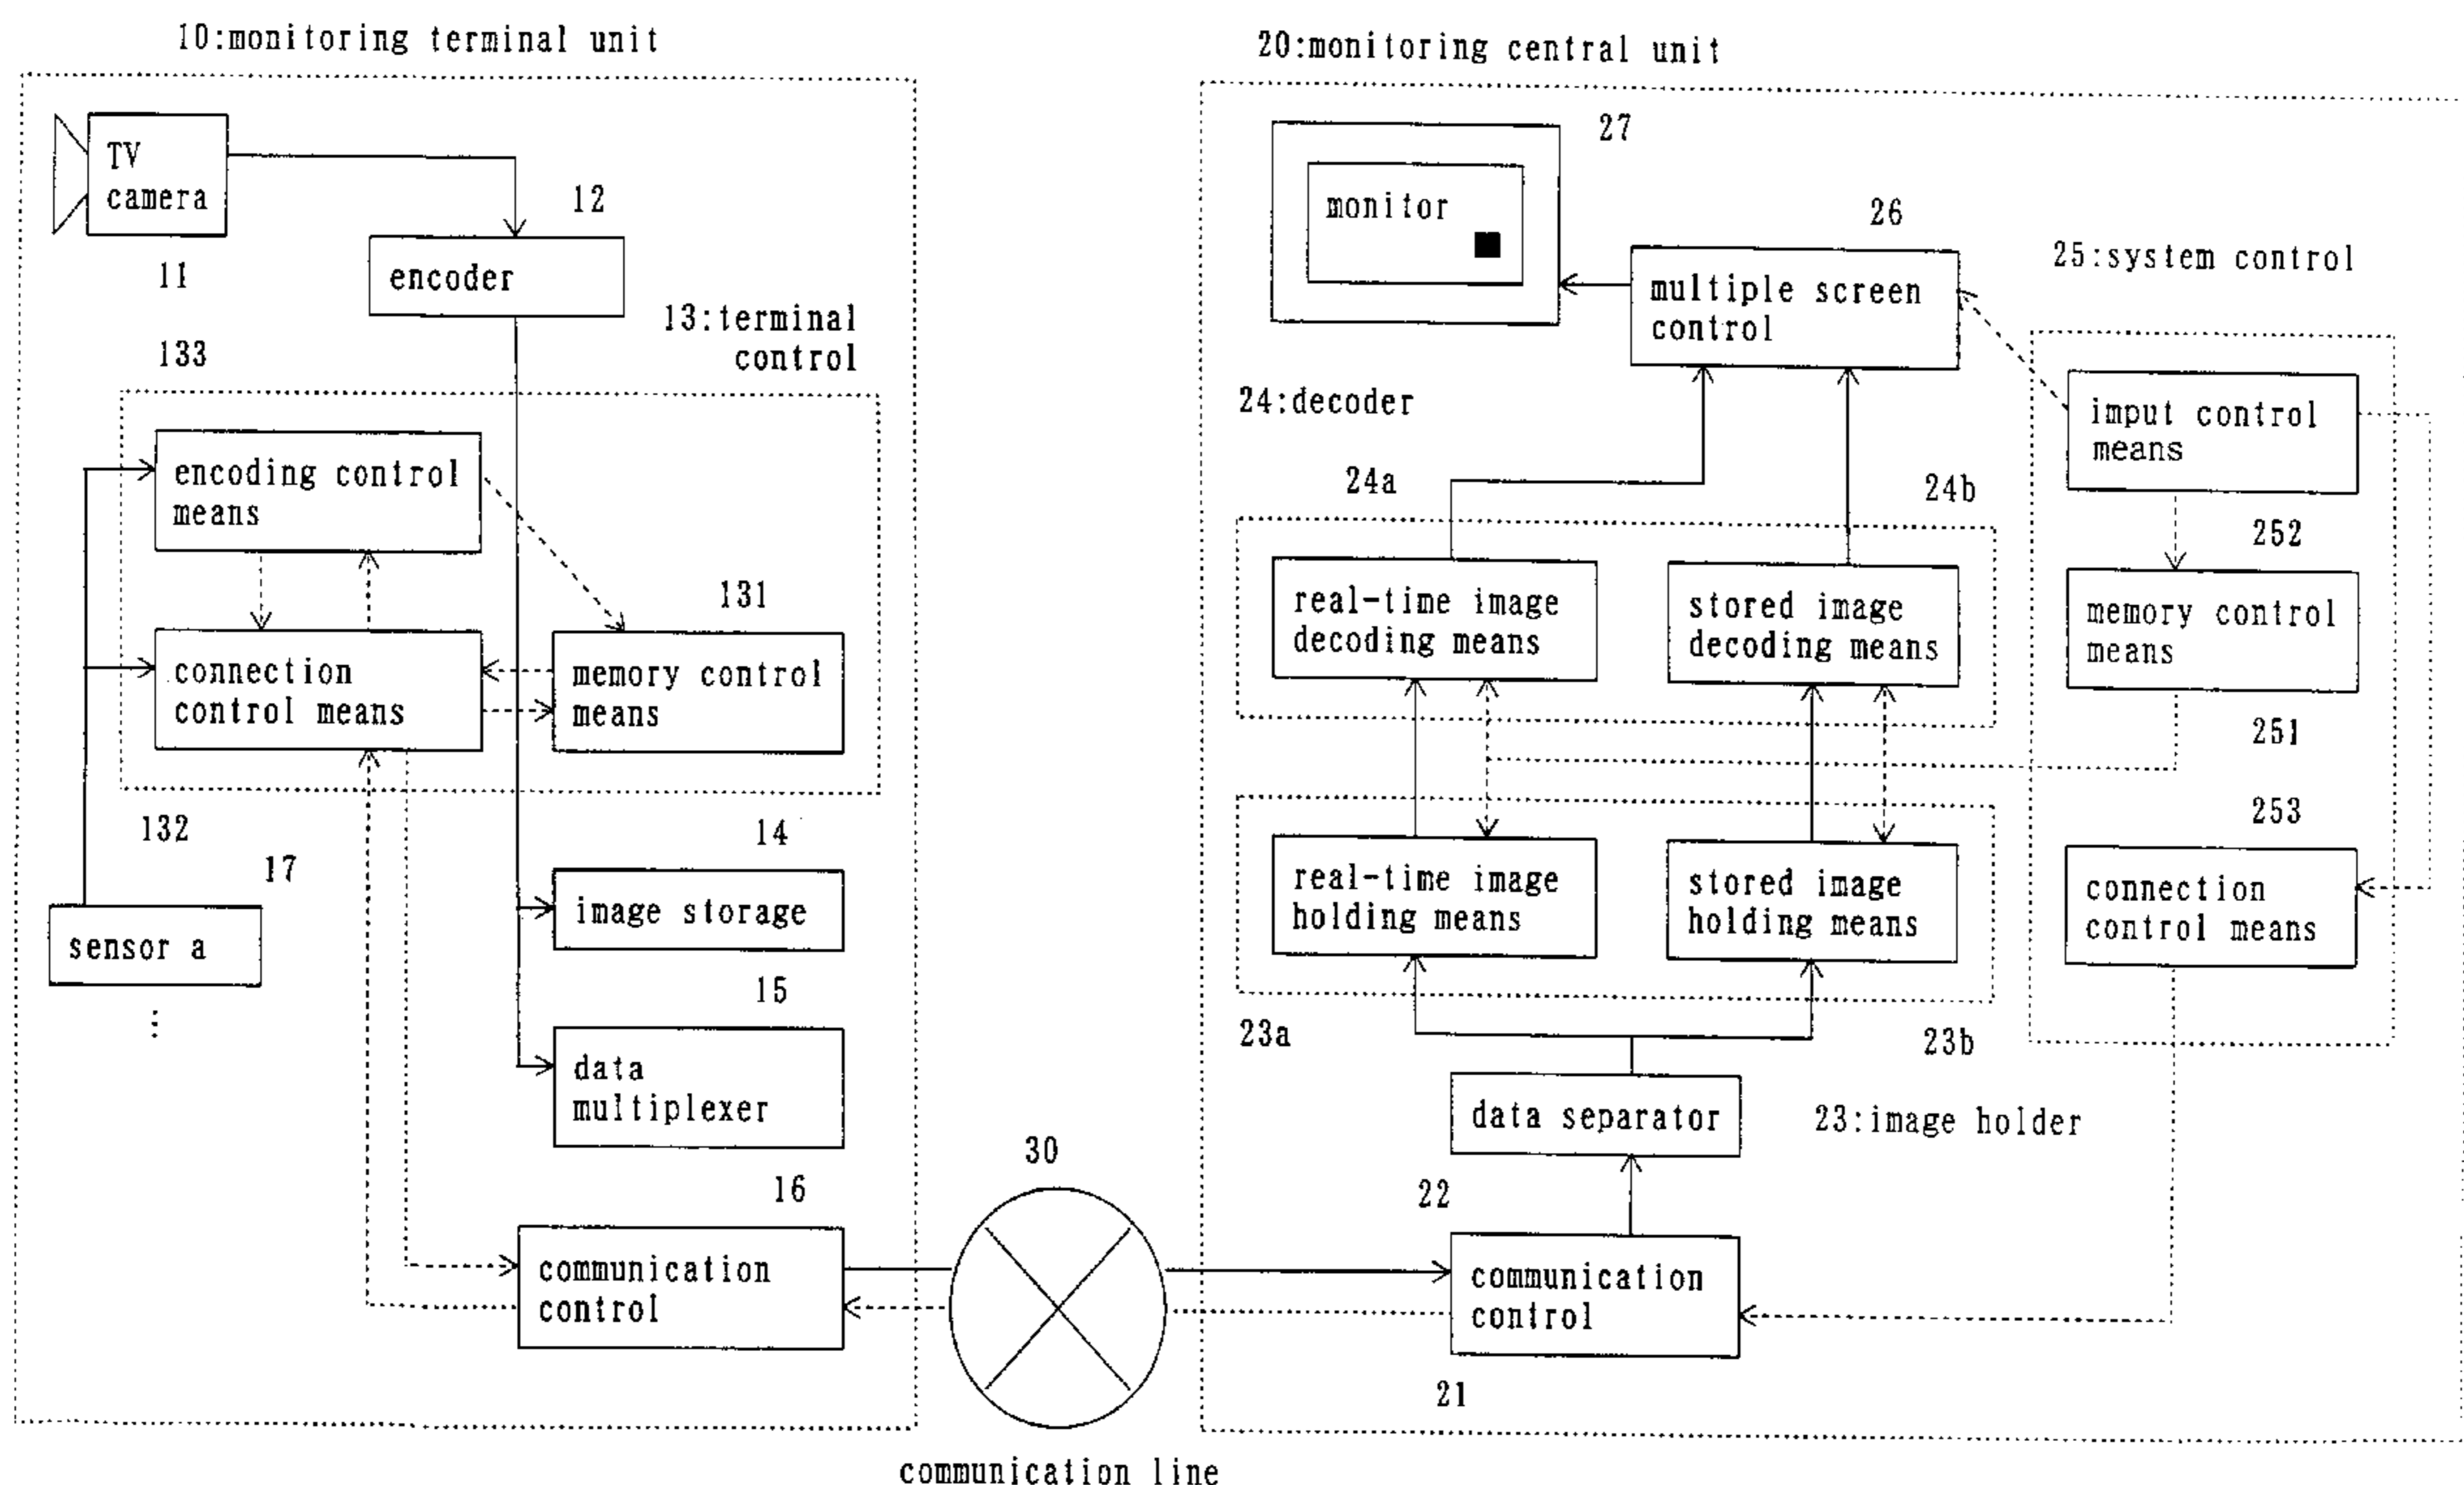 10:monitoring terminal unit
TV
camera
11
12
encoder
13:terminal
control
133
encoding control
means
131
connection
control means
memory control
means
132
17
sensor a
14
image storage
15
data
multiplexer
16
communication
control
30
communication line
20:monitoring central unit
27
monitor
26
multiple screen
control
25:system control
24:decoder
imput control
means
24a
24b
252
real-time image
decoding means
stored image
decoding means
memory control
means
251
253
real-time image
holding means
stored image
holding means
connection
control means
23a
23b
data separator
23:image holder
22
communication
control
21